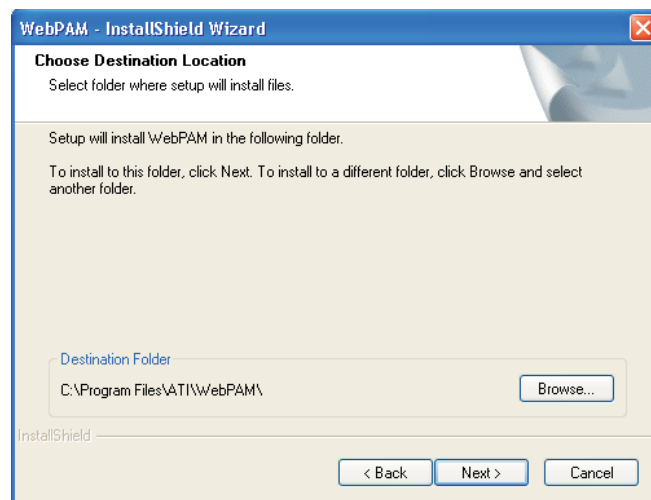 WebPAM - InstallShield Wizard
Choose Destination Location
Select folder where setup will install files.
Setup will install WebPAM in the following folder.
To install to this folder, click Next. To install to a different folder, click Browse and select
another folder.
Destination Folder
C:\Program Files\ATI\WebPAM\
Browse...
InstallShield
< Back
Next >
Cancel